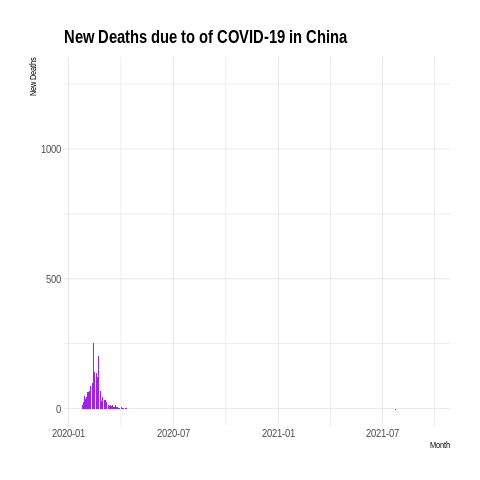 New Deaths due to of COVID-19 in China
New Deaths
1000
500
0
2020-01 2020-07 2021-01 2021-07
Month